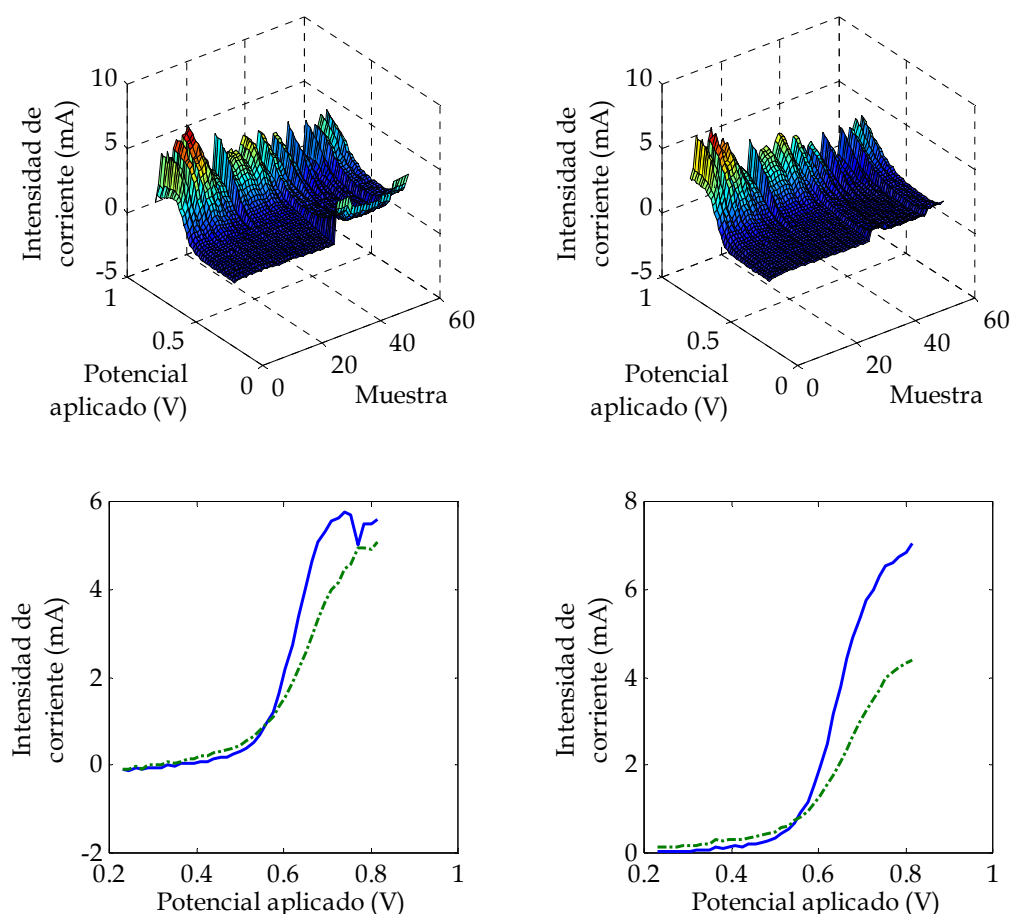 10
5
0
-5
Intensidad de
corriente (mA)
1
0.5
0
0
20
40
60
Potencial
aplicado (V)
Muestra
10
5
0
-5
Intensidad de
corriente (mA)
1
0.5
0
0
20
40
60
Potencial
aplicado (V)
Muestra
6
4
2
0
-2
Intensidad de
corriente (mA)
0.2
0.4
0.6
0.8
1
Potencial aplicado (V)
8
6
4
2
0
Intensidad de
corriente (mA)
0.2
0.4
0.6
0.8
1
Potencial aplicado (V)